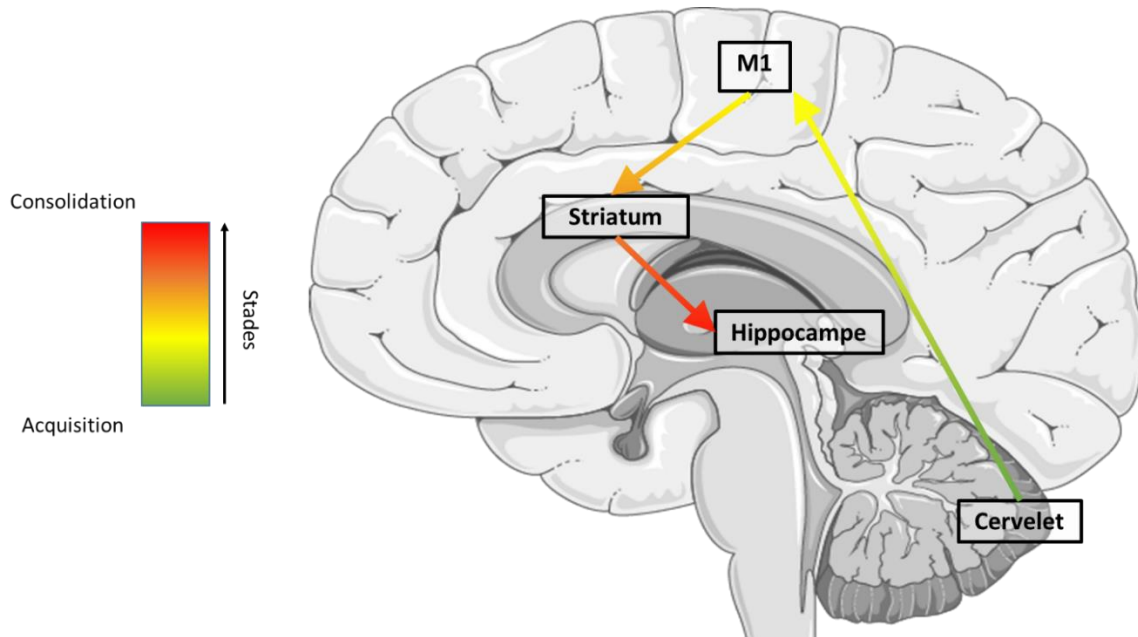 M1
Consolidation
Striatum
Stades
Hippocampe
Acquisition
Cervelet